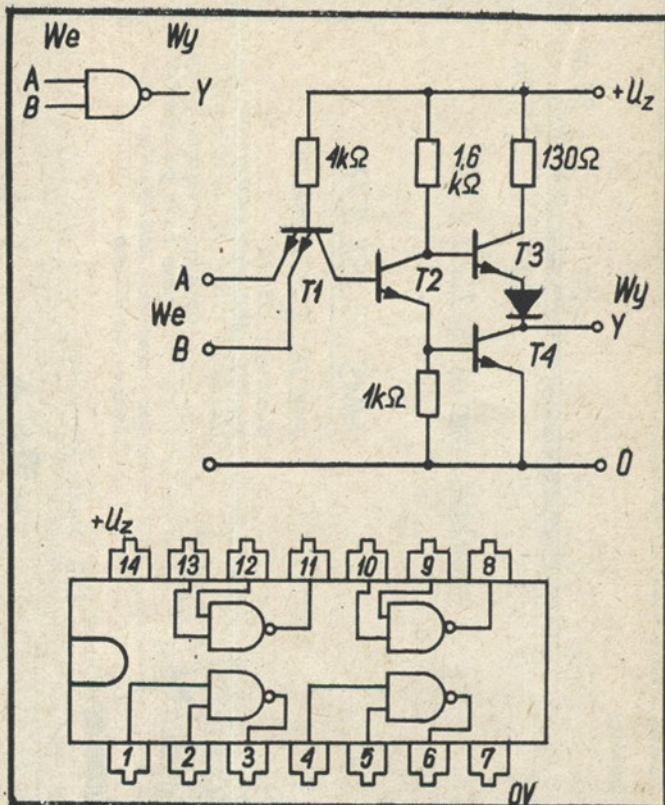 We Wy
A
B
Y
+Uz
4kΩ
1,6
kΩ
130Ω
T1
T2
T3
T4
A
We
B
Wy
Y
1kΩ
0
+Uz
14 13 12 11 10 9 8
1 2 3 4 5 6 7
0V